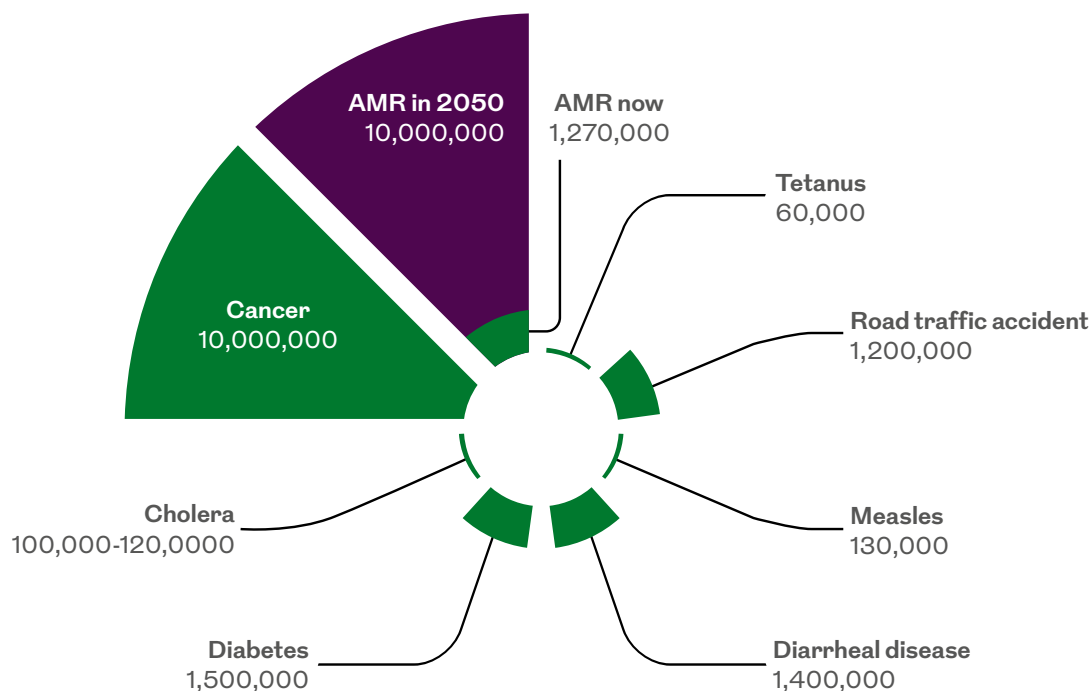 AMR in 2050
10,000,000
AMR now
1,270,000
Tetanus
60,000
Road traffic accident
1,200,000
Cancer
10,000,000
Cholera
100,000-120,0000
Measles
130,000
Diabetes
1,500,000
Diarrheal disease
1,400,000